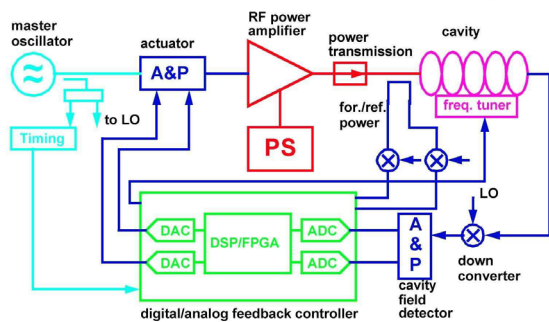 master
oscillator
actuator
RF power
amplifier
power
transmission
cavity
A&P
freq. tuner
to LO
for./ref.
power
Timing
PS
LO
DAC
DSP/FPGA
ADC
A
&
P
DAC
ADC
down
converter
cavity
field
detector
digital/analog feedback controller